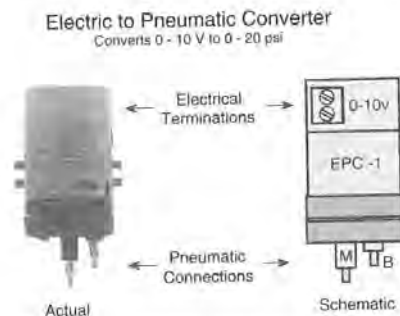 Electric to Pneumatic Converter
Converts 0 - 10 V to 0 - 20 psi
Electrical
Terminations
0-10v
EPC -1
Pneumatic
Connections
M
B
Actual
Schematic